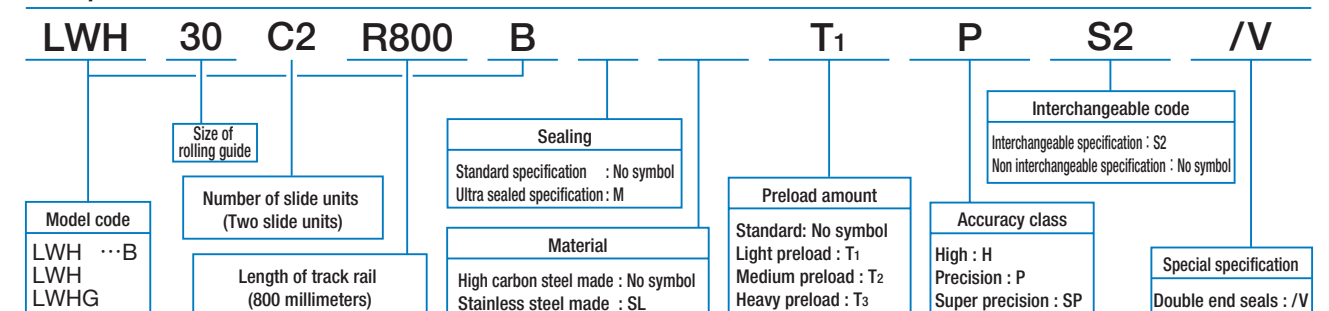 LWH 30 C2 R800 B T1 P S2 /V
Size of
rolling guide
Number of slide units
(Two slide units)
Model code
LWH …B
LWH
LWHG
Length of track rail
(800 millimeters)
Sealing
Standard specification : No symbol
Ultra sealed specification : M
Material
High carbon steel made : No symbol
Stainless steel made : SL
Preload amount
Standard: No symbol
Light preload : T1
Medium preload : T2
Heavy preload : T3
Interchangeable code
Interchangeable specification : S2
Non interchangeable specification : No symbol
Accuracy class
High : H
Precision : P
Super precision : SP
Special specification
Double end seals : /V